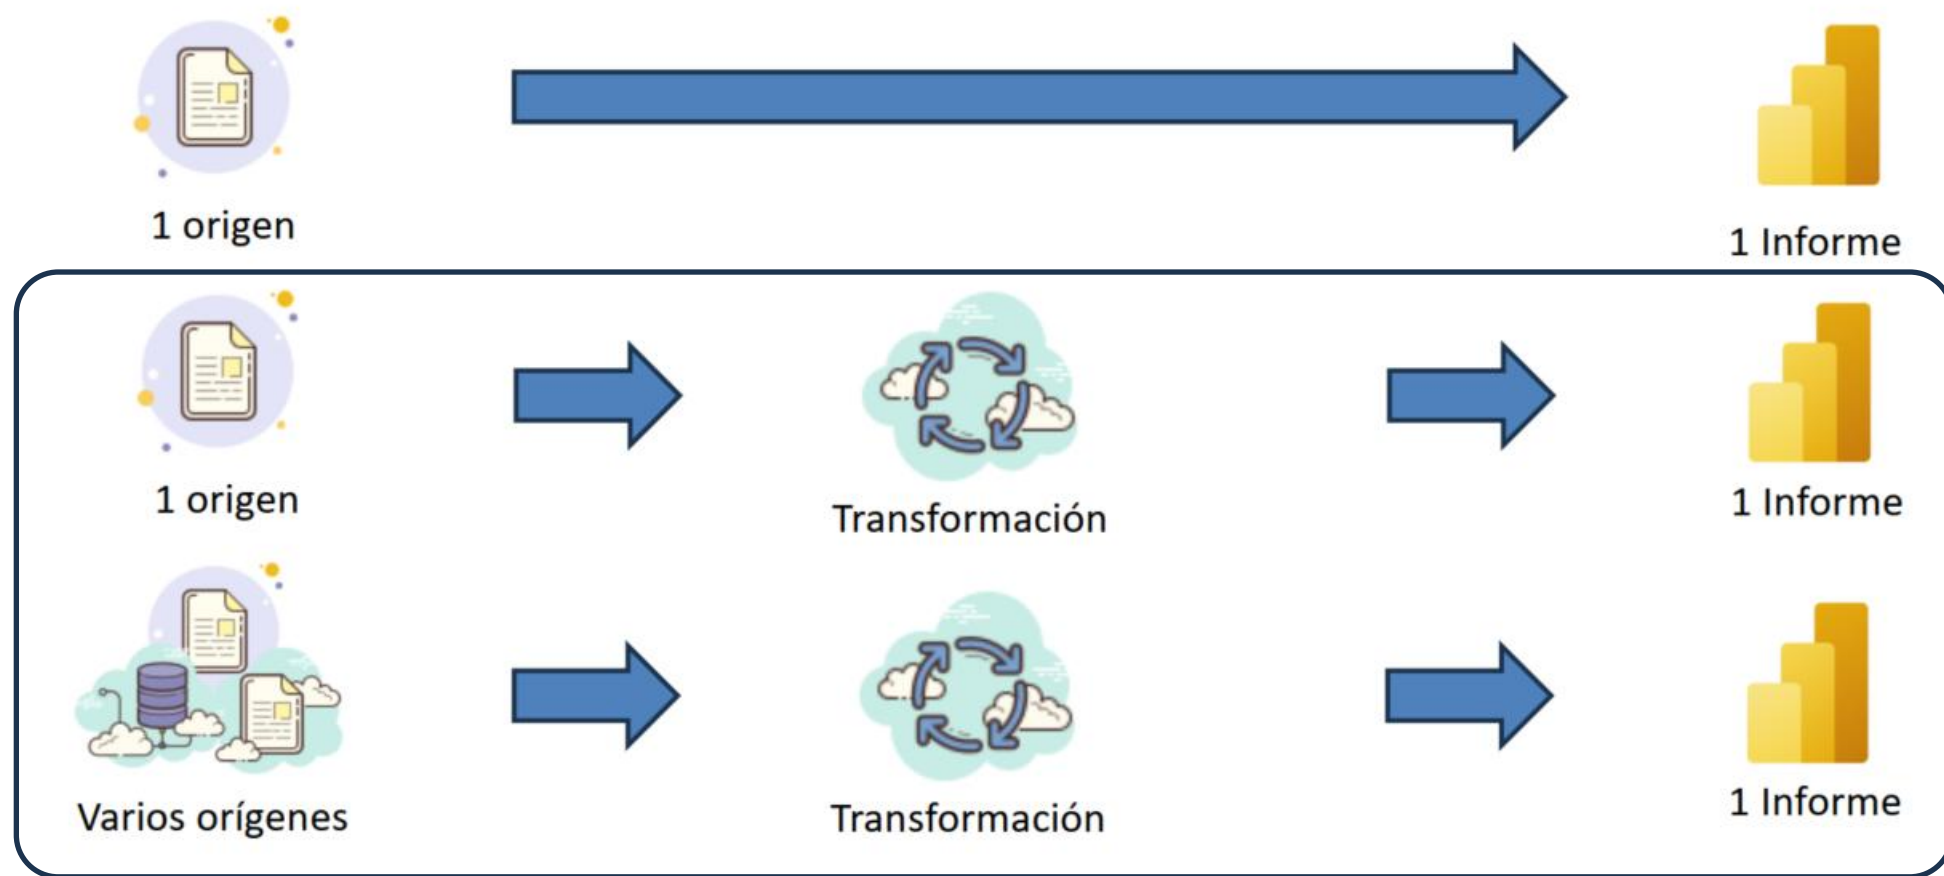 1 origen
1 Informe
1 origen
Transformación
1 Informe
Varios orígenes
Transformación
1 Informe